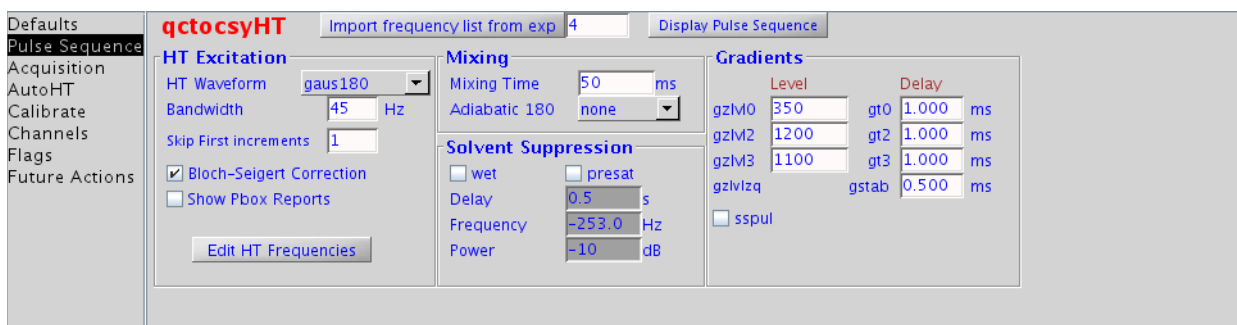 Defaults
Pulse Sequence
Acquisition
AutoHT
Calibrate
Channels
Flags
Future Actions
qctocsyHT Import frequency list from exp 4 Display Pulse Sequence
HT Excitation
HT Waveform gaus180
Bandwidth 45 Hz
Skip First increments 1
Bloch-Seigert Correction
Show Pbox Reports
Edit HT Frequencies
Mixing
Mixing Time 50 ms
Adiabatic 180 none
Solvent Suppression
wet presat
Delay 0.5 s
Frequency -253.0 Hz
Power -10 dB
Gradients
Level Delay
gzlvl0 350 gt0 1.000 ms
gzlvl2 1200 gt2 1.000 ms
gzlvl3 1100 gt3 1.000 ms
gzlvlzq gstab 0.500 ms
sspul